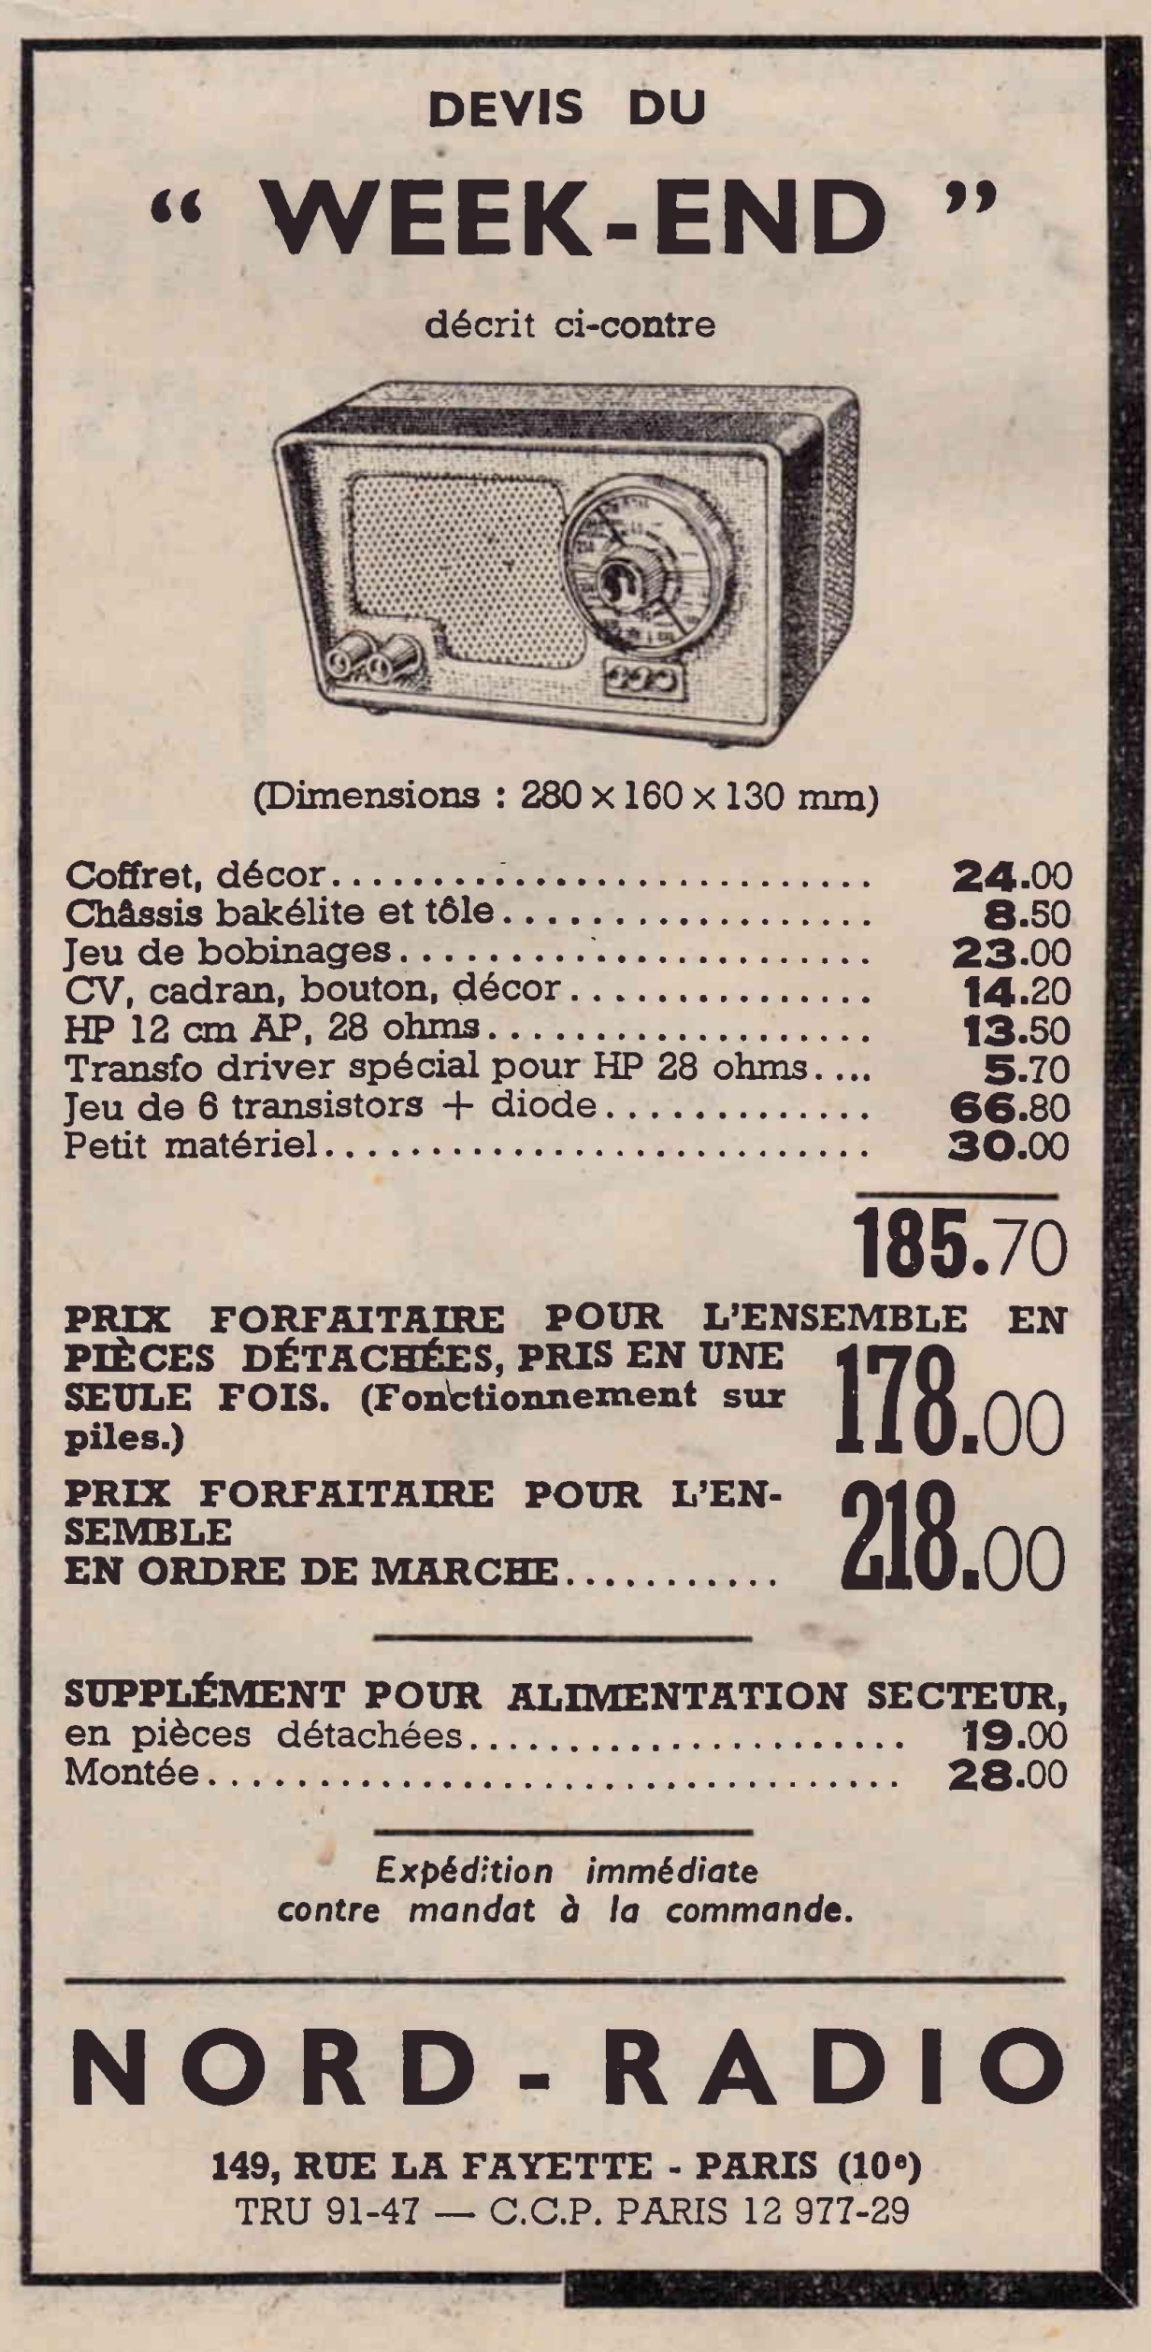 DEVIS DU
“ WEEK-END ”
décrit ci-contre
(Dimensions : 280 × 160 × 130 mm)
Coffret, décor............................ 24.00
Châssis bakélite et tôle................... 8.50
Jeu de bobinages........................ 23.00
CV, cadran, bouton, décor............... 14.20
HP 12 cm AP, 28 ohms................... 13.50
Transfo driver spécial pour HP 28 ohms.... 5.70
Jeu de 6 transistors + diode............. 66.80
Petit matériel........................... 30.00
185.70
PRIX FORFAITAIRE POUR L'ENSEMBLE EN
PIÈCES DÉTACHÉES, PRIS EN UNE
SEULE FOIS. (Fonctionnement sur
piles.) 178.00
PRIX FORFAITAIRE POUR L'EN-
SEMBLE
EN ORDRE DE MARCHE........... 218.00
SUPPLÉMENT POUR ALIMENTATION SECTEUR,
en pièces détachées...................... 19.00
Montée.................................. 28.00
Expédition immédiate
contre mandat à la commande.
NORD-RADIO
149, RUE LA FAYETTE - PARIS (10e)
TRU 91-47 — C.C.P. PARIS 12 977-29